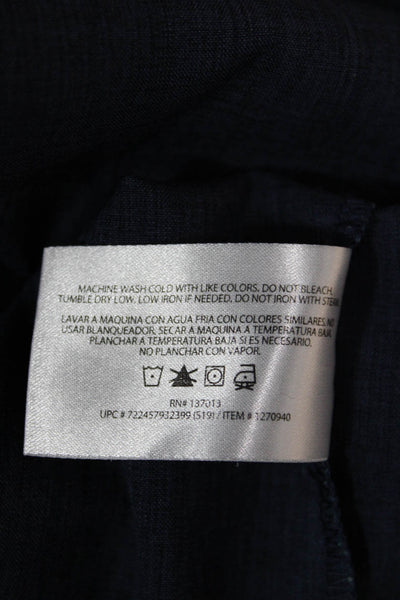 MACHINE WASH COLD WITH LIKE COLORS. DO NOT BLEACH.
TUMBLE DRY LOW. LOW IRON IF NEEDED. DO NOT IRON WITH STEAM.
LAVAR A MAQUINA CON AGUA FRIA CON COLORES SIMILARES. NO
USAR BLANQUEADOR. SECAR A MAQUINA A TEMPERATURA BAJA.
PLANCHAR A TEMPERATURA BAJA SI ES NECESARIO.
NO PLANCHAR CON VAPOR.
RN# 137013
UPC # 722457932399 (519) / ITEM # 1270940